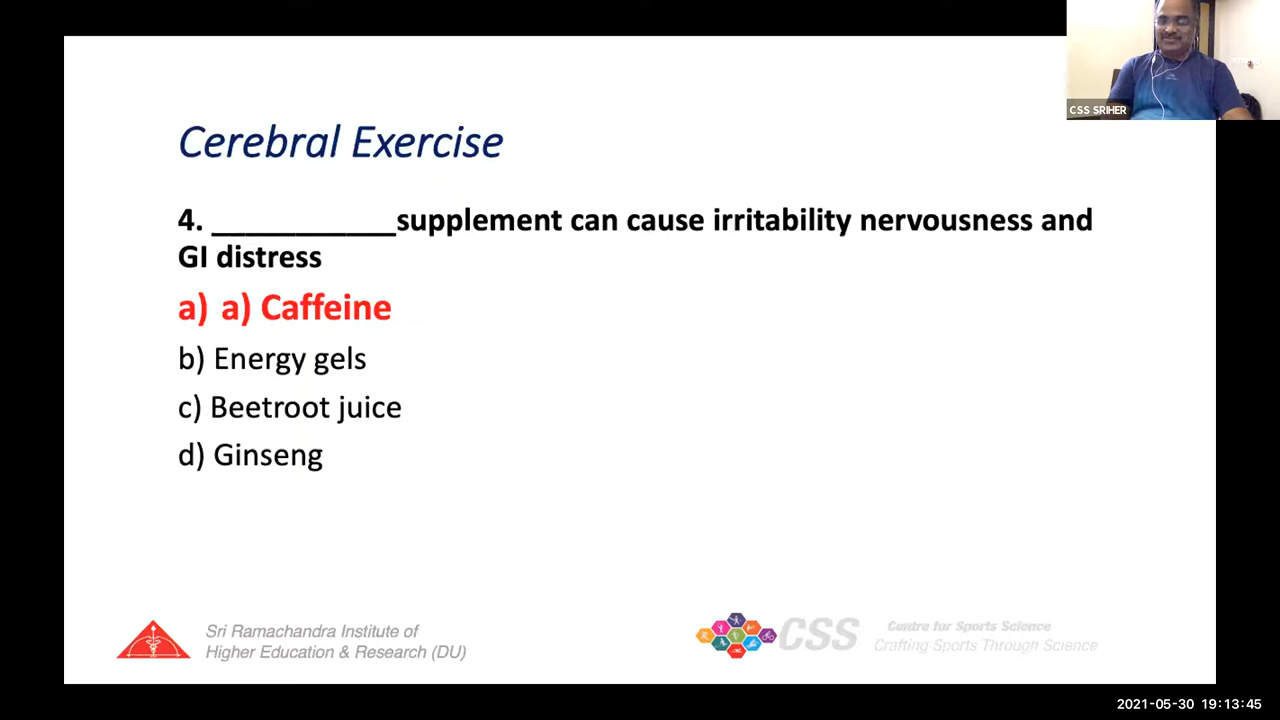 CSS SRIHER
Cerebral Exercise
4. ___________supplement can cause irritability nervousness and
GI distress
a) a) Caffeine
b) Energy gels
c) Beetroot juice
d) Ginseng
Sri Ramachandra Institute of
Higher Education & Research (DU)
CSS
Centre for Sports Science
Crafting Sports Through Science
2021-05-30 19:13:45